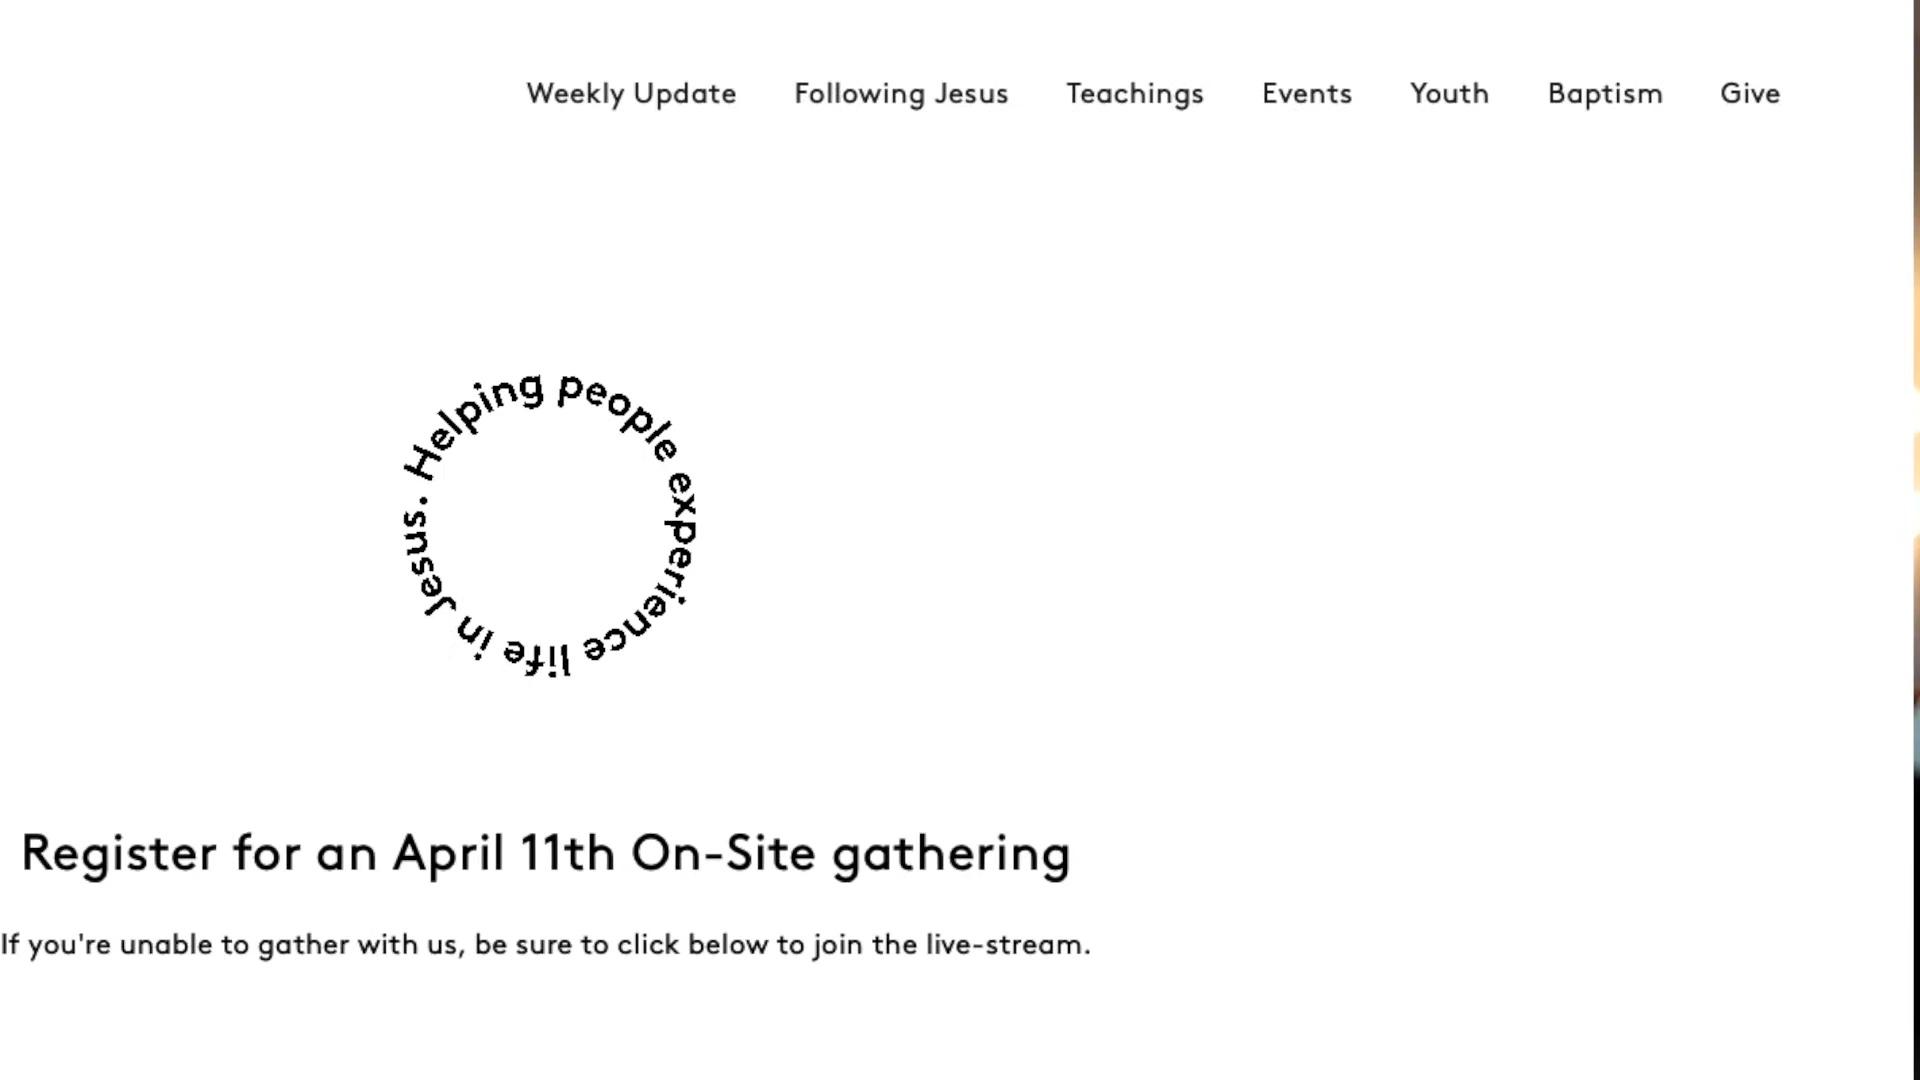 Weekly Update Following Jesus Teachings Events Youth Baptism Give
Helping people experience life in Jesus.
Register for an April 11th On-Site gathering
If you're unable to gather with us, be sure to click below to join the live-stream.